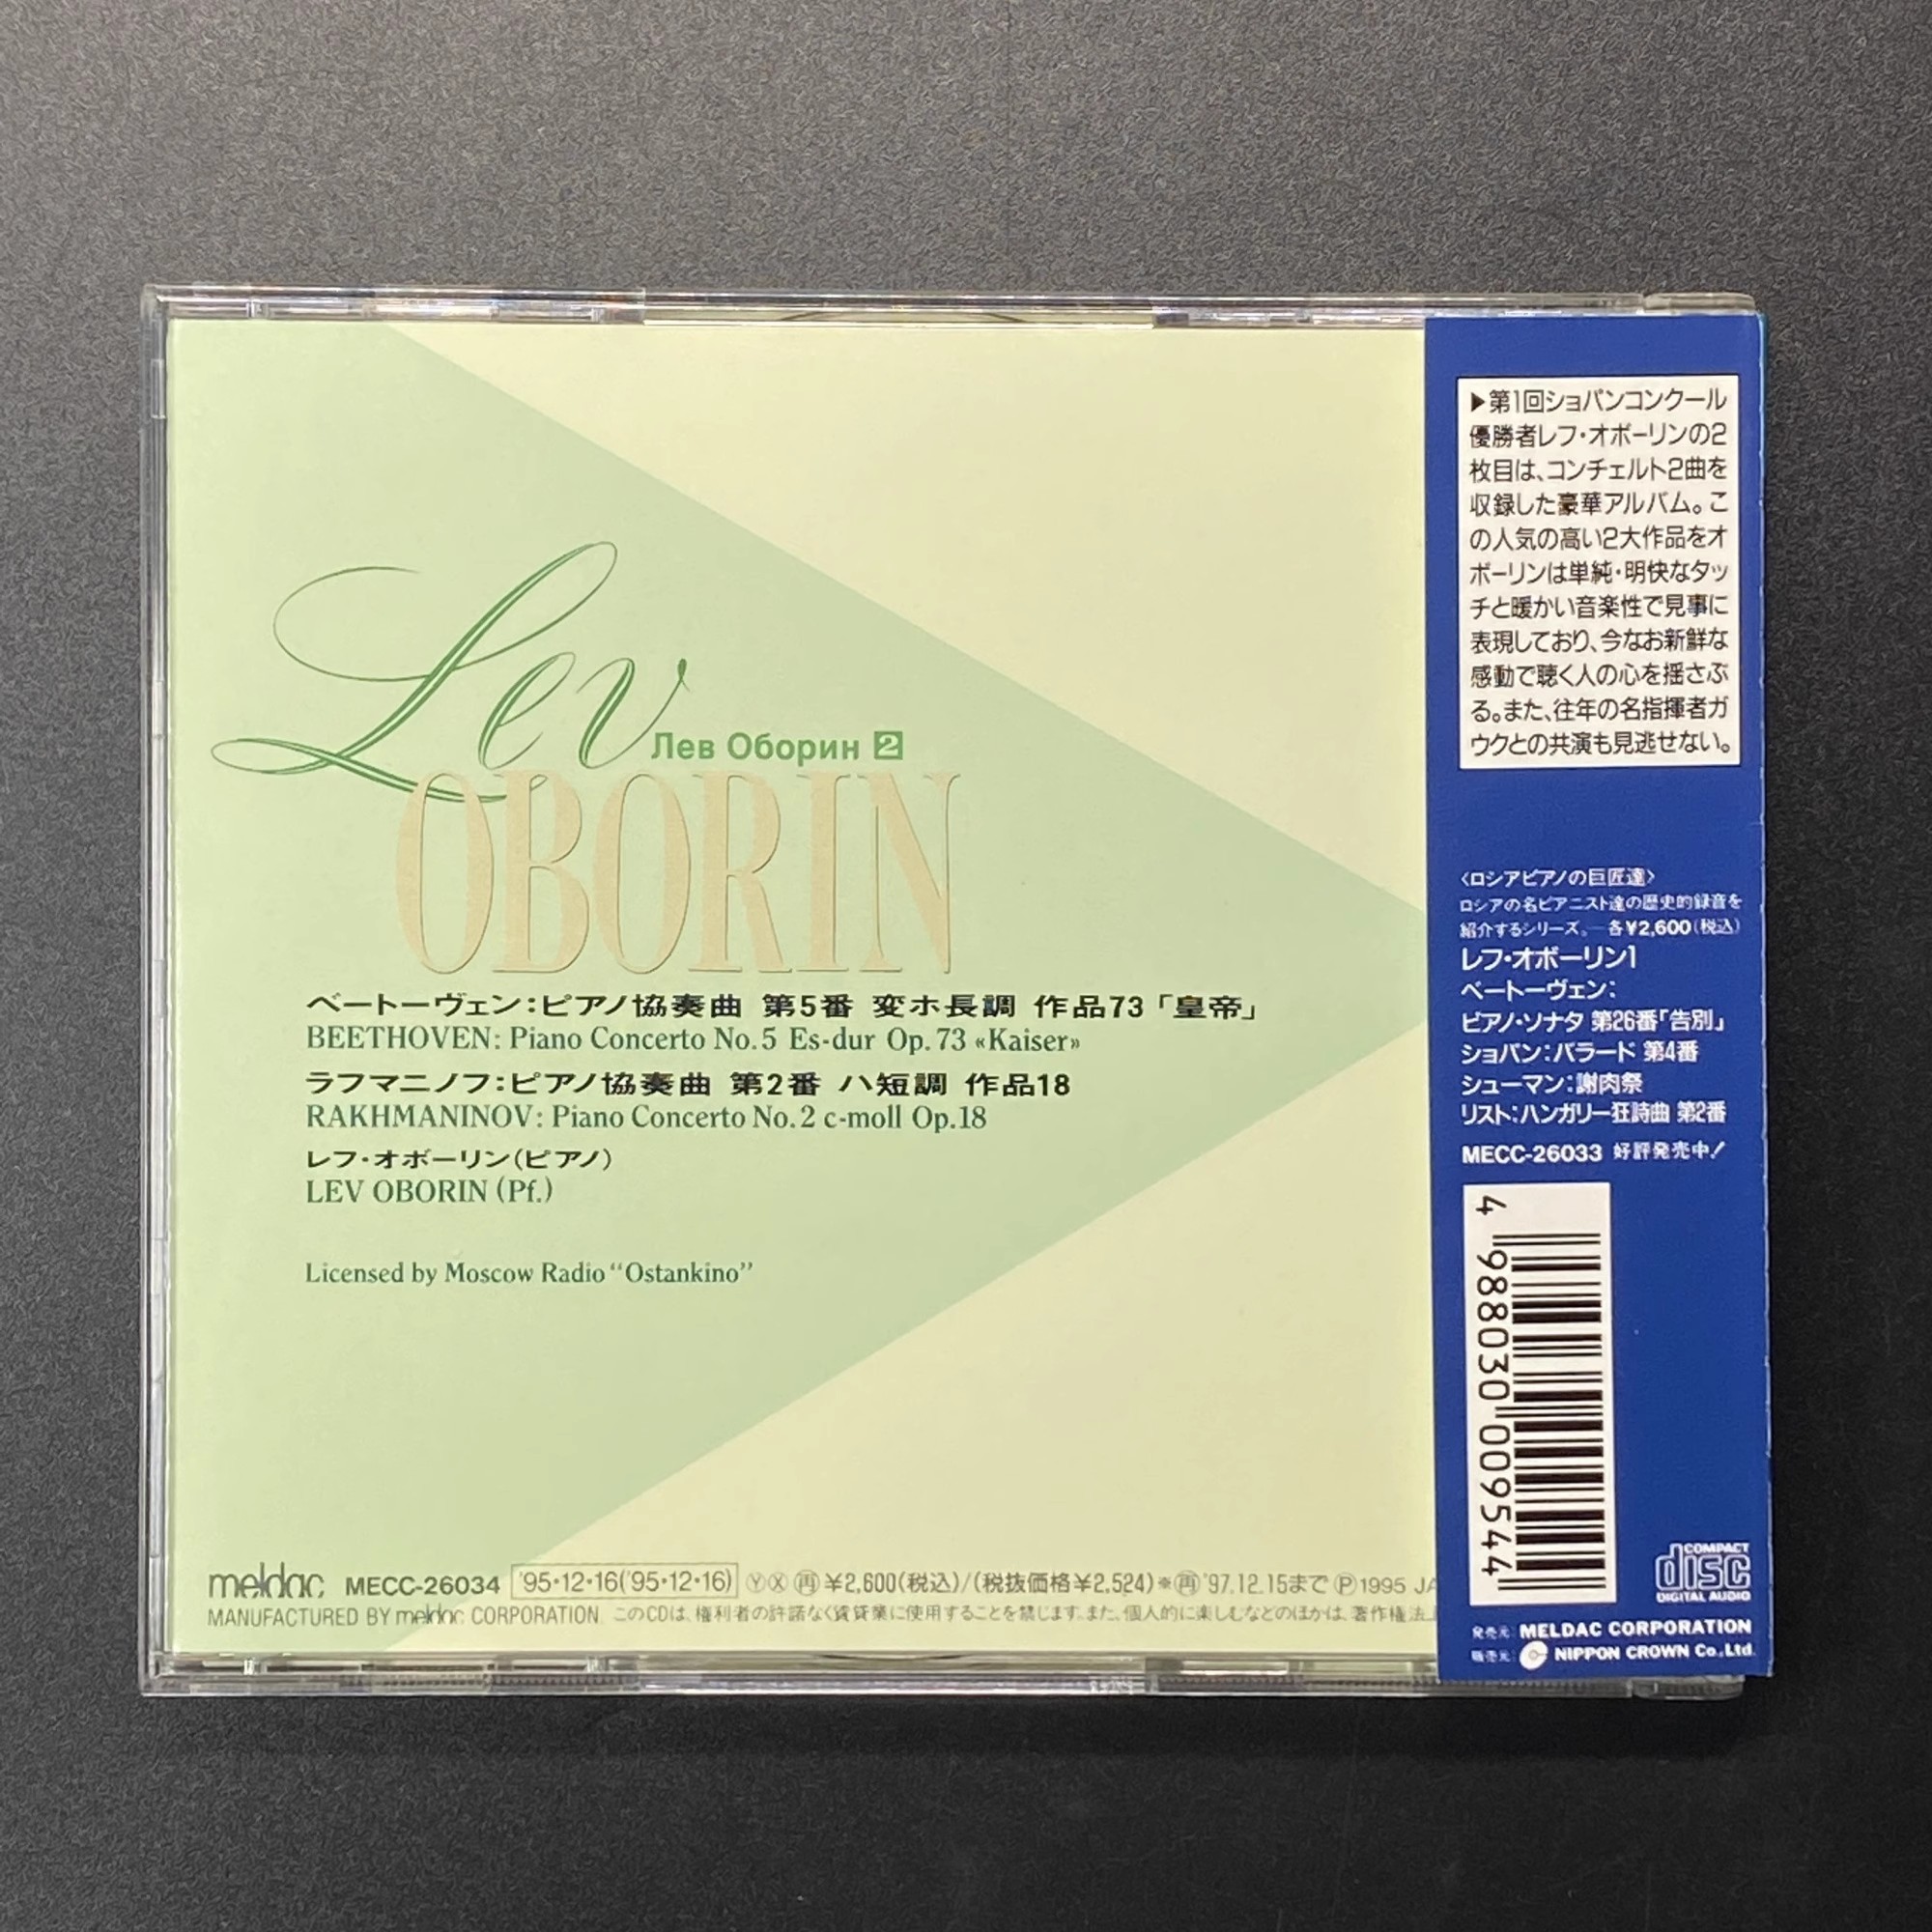 Lev
Лев Оборин 2
OBORIN
ベートーヴェン:ピアノ協奏曲 第5番 変ホ長調 作品73「皇帝」
BEETHOVEN: Piano Concerto No.5 Es-dur Op.73 «Kaiser»
ラフマニノフ:ピアノ協奏曲 第2番 ハ短調 作品18
RAKHMANINOV: Piano Concerto No.2 c-moll Op.18
レフ・オボーリン(ピアノ)
LEV OBORIN (Pf.)
Licensed by Moscow Radio “Ostankino”
meldac MECC-26034 '95・12・16('95・12・16) Ⓨ Ⓧ ㊢ ¥2,600(税込)/(税抜価格¥2,524)※ '97.12.15まで Ⓟ1995 JA
MANUFACTURED BY meldac CORPORATION. このCDは、権利者の許諾なく賃貸業に使用することを禁じます。また、個人的に楽しむなどのほかは、著作権法上
▶第1回ショパンコンクール
優勝者レフ・オボーリンの2
枚目は、コンチェルト2曲を
収録した豪華アルバム。こ
の人気の高い2大作品をオ
ボーリンは単純・明快なタッ
チと暖かい音楽性で見事に
表現しており、今なお新鮮な
感動で聴く人の心を揺さぶ
る。また、往年の名指揮者ガ
ウクとの共演も見逃せない。
〈ロシアピアノの巨匠達〉
ロシアの名ピアニスト達の歴史的録音を
紹介するシリーズ。—各¥2,600(税込)
レフ・オボーリン1
ベートーヴェン:
ピアノ・ソナタ 第26番「告別」
ショパン:バラード 第4番
シューマン:謝肉祭
リスト:ハンガリー狂詩曲 第2番
MECC-26033 好評発売中!
4 988030 009544
COMPACT
disc
DIGITAL AUDIO
発売元: MELDAC CORPORATION
販売元: NIPPON CROWN Co.,Ltd.